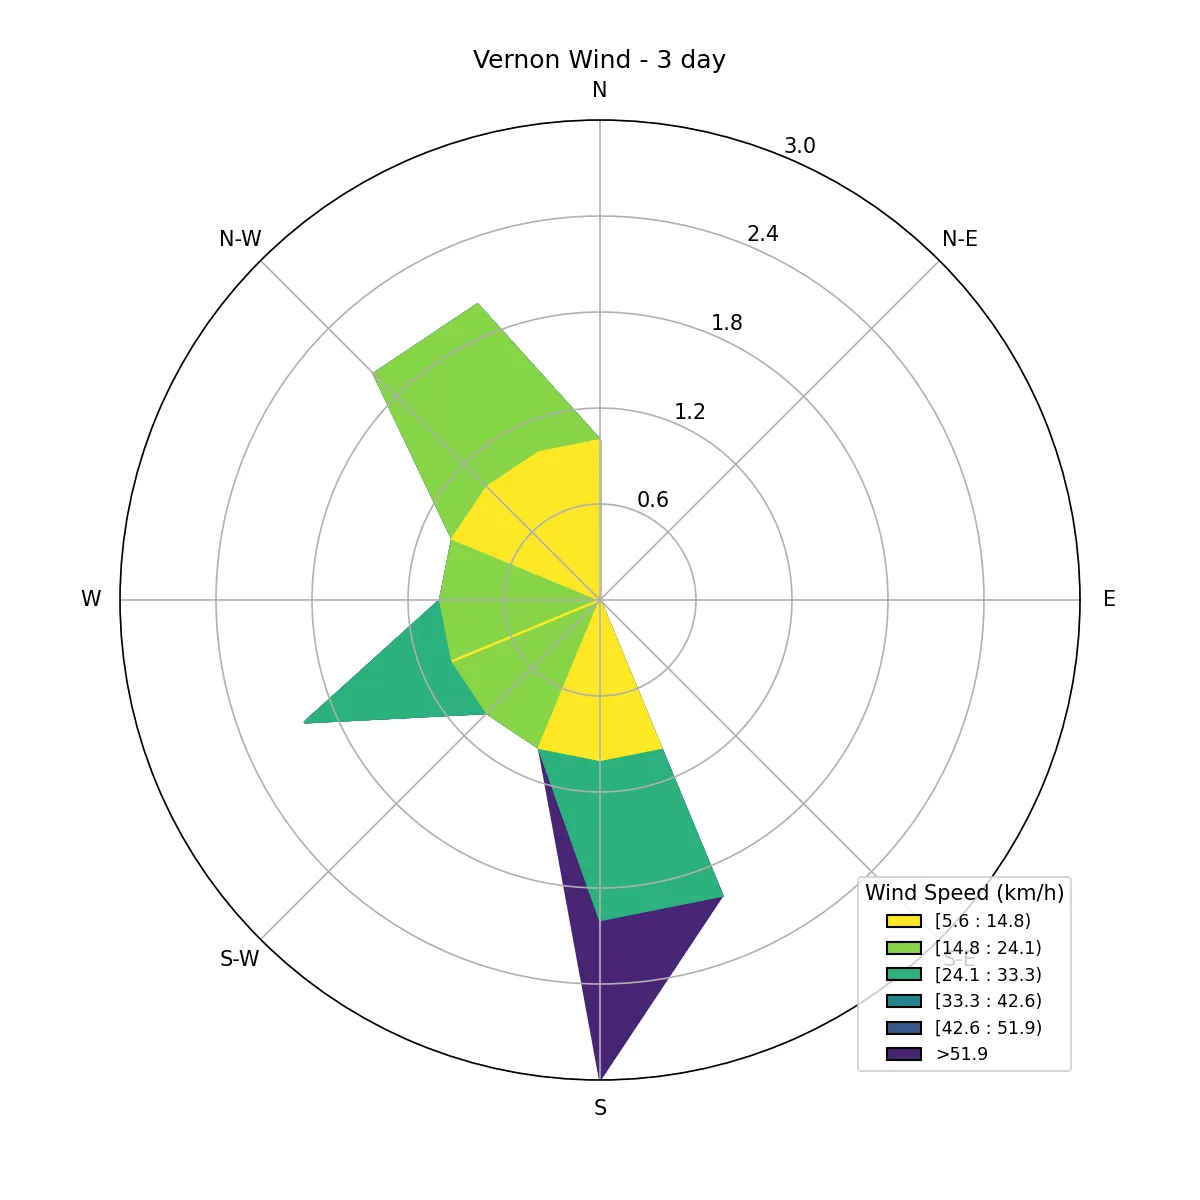 Vernon Wind - 3 day
N
3.0
N-W
N-E
2.4
1.8
1.2
0.6
W
E
S-W
S-E
S
Wind Speed (km/h)
[5.6 : 14.8)
[14.8 : 24.1)
[24.1 : 33.3)
[33.3 : 42.6)
[42.6 : 51.9)
>51.9